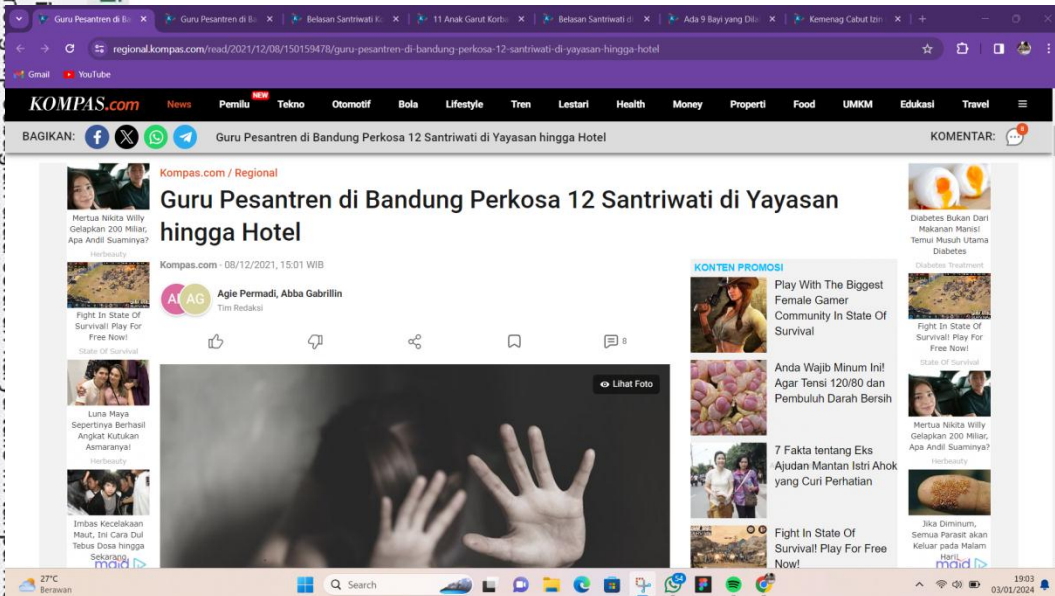 Guru Pesantren di Ba
Guru Pesantren di Ba
Belasan Santriwati Ko
11 Anak Garut Korba
Belasan Santriwati di
Ada 9 Bayi yang Dila
Kemenag Cabut Izin
regional.kompas.com/read/2021/12/08/150159478/guru-pesantren-di-bandung-perkosa-12-santriwati-di-yayasan-hingga-hotel
Gmail YouTube
KOMPAS.com News Pemilu NEW Tekno Otomotif Bola Lifestyle Tren Lestari Health Money Properti Food UMKM Edukasi Travel
BAGIKAN: Guru Pesantren di Bandung Perkosa 12 Santriwati di Yayasan hingga Hotel KOMENTAR: 8
Kompas.com / Regional
Guru Pesantren di Bandung Perkosa 12 Santriwati di Yayasan
hingga Hotel
Kompas.com - 08/12/2021, 15:01 WIB
AG
Agie Permadi, Abba Gabrillin
Tim Redaksi
8
Lihat Foto
Mertua Nikita Willy
Gelapkan 200 Miliar,
Apa Andil Suaminya?
Herbeauty
Fight In State Of
Survival! Play For
Free Now!
State Of Survival
Luna Maya
Sepertinya Berhasil
Angkat Kutukan
Asmaranya!
Herbeauty
Imbas Kecelakaan
Maut, Ini Cara Dul
Tebus Dosa hingga
Sekarang
mgid
KONTEN PROMOSI
Play With The Biggest
Female Gamer
Community In State Of
Survival
Anda Wajib Minum Ini!
Agar Tensi 120/80 dan
Pembuluh Darah Bersih
7 Fakta tentang Eks
Ajudan Mantan Istri Ahok
yang Curi Perhatian
Fight In State Of
Survival! Play For Free
Now!
Diabetes Bukan Dari
Makanan Manis!
Temui Musuh Utama
Diabetes
Diabetes Treatment
Fight In State Of
Survival! Play For
Free Now!
State Of Survival
Mertua Nikita Willy
Gelapkan 200 Miliar,
Apa Andil Suaminya?
Herbeauty
Jika Diminum,
Semua Parasit akan
Keluar pada Malam
Hari!
mgid
27°C
Berawan
Search
54
19:03
03/01/2024